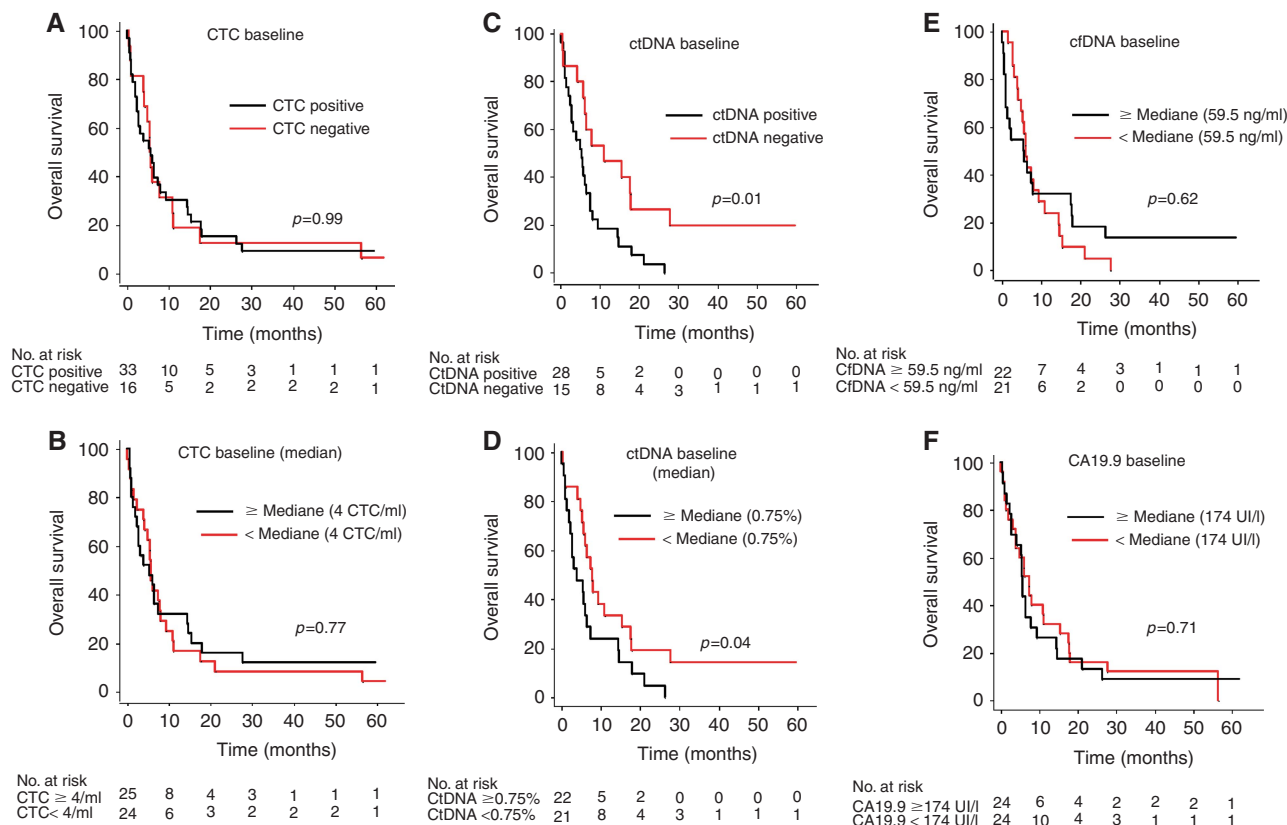 A
CTC baseline
100
80
60
40
20
0
Overall survival
CTC positive
CTC negative
p=0.99
0 10 20 30 40 50 60
Time (months)
No. at risk
CTC positive 33 10 5 3 1 1 1
CTC negative 16 5 2 2 2 2 1
C
ctDNA baseline
100
80
60
40
20
0
Overall survival
ctDNA positive
ctDNA negative
p=0.01
0 10 20 30 40 50 60
Time (months)
No. at risk
CtDNA positive 28 5 2 0 0 0 0
CtDNA negative 15 8 4 3 1 1 1
E
cfDNA baseline
100
80
60
40
20
0
Overall survival
≥ Mediane (59.5 ng/ml)
< Mediane (59.5 ng/ml)
p=0.62
0 10 20 30 40 50 60
Time (months)
No. at risk
CfDNA ≥ 59.5 ng/ml 22 7 4 3 1 1 1
CfDNA < 59.5 ng/ml 21 6 2 0 0 0 0
B
CTC baseline (median)
100
80
60
40
20
0
Overall survival
≥ Mediane (4 CTC/ml)
< Mediane (4 CTC/ml)
p=0.77
0 10 20 30 40 50 60
Time (months)
No. at risk
CTC ≥ 4/ml 25 8 4 3 1 1 1
CTC< 4/ml 24 6 3 2 2 2 1
D
ctDNA baseline
(median)
100
80
60
40
20
0
Overall survival
≥ Mediane (0.75%)
< Mediane (0.75%)
p=0.04
0 10 20 30 40 50 60
Time (months)
No. at risk
CtDNA ≥0.75% 22 5 2 0 0 0 0
CtDNA <0.75% 21 8 4 3 1 1 1
F
CA19.9 baseline
100
80
60
40
20
0
Overall survival
≥ Mediane (174 UI/l)
< Mediane (174 UI/l)
p=0.71
0 10 20 30 40 50 60
Time (months)
No. at risk
CA19.9 ≥174 UI/l 24 6 4 2 2 2 1
CA19.9 < 174 UI/l 24 10 4 3 1 1 1